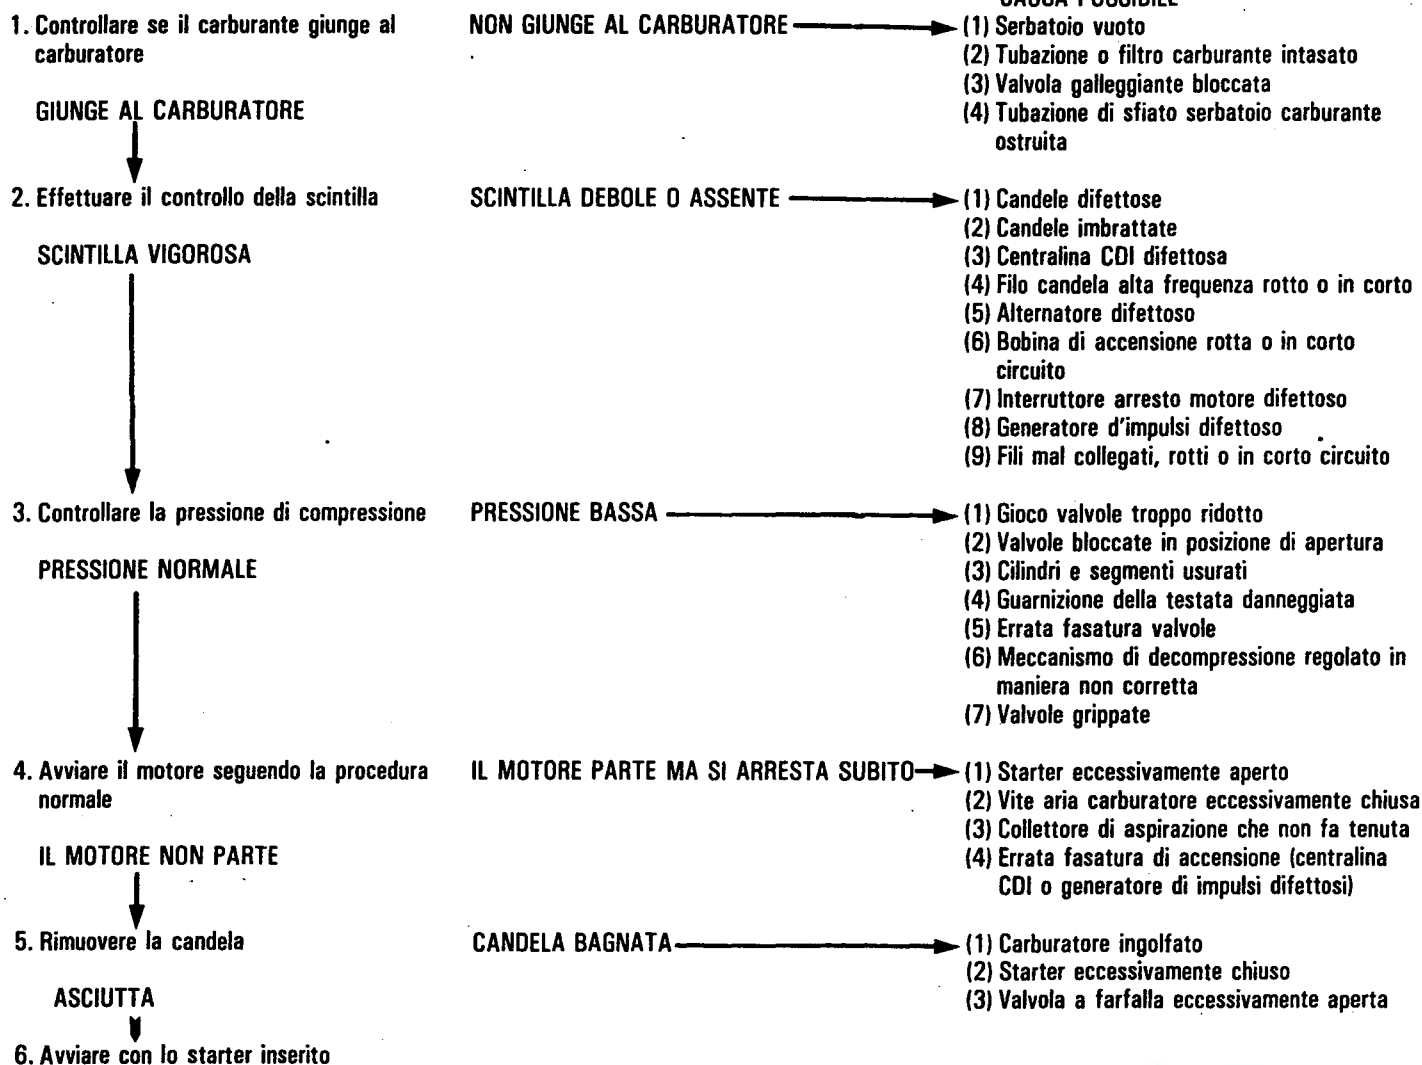 CAUSA POSSIBILE
1. Controllare se il carburante giunge al
carburatore
GIUNGE AL CARBURATORE
NON GIUNGE AL CARBURATORE
(1) Serbatoio vuoto
(2) Tubazione o filtro carburante intasato
(3) Valvola galleggiante bloccata
(4) Tubazione di sfiato serbatoio carburante
ostruita
2. Effettuare il controllo della scintilla
SCINTILLA VIGOROSA
SCINTILLA DEBOLE O ASSENTE
(1) Candele difettose
(2) Candele imbrattate
(3) Centralina CDI difettosa
(4) Filo candela alta frequenza rotto o in corto
(5) Alternatore difettoso
(6) Bobina di accensione rotta o in corto
circuito
(7) Interruttore arresto motore difettoso
(8) Generatore d'impulsi difettoso
(9) Fili mal collegati, rotti o in corto circuito
3. Controllare la pressione di compressione
PRESSIONE NORMALE
PRESSIONE BASSA
(1) Gioco valvole troppo ridotto
(2) Valvole bloccate in posizione di apertura
(3) Cilindri e segmenti usurati
(4) Guarnizione della testata danneggiata
(5) Errata fasatura valvole
(6) Meccanismo di decompressione regolato in
maniera non corretta
(7) Valvole grippate
4. Avviare il motore seguendo la procedura
normale
IL MOTORE NON PARTE
IL MOTORE PARTE MA SI ARRESTA SUBITO
(1) Starter eccessivamente aperto
(2) Vite aria carburatore eccessivamente chiusa
(3) Collettore di aspirazione che non fa tenuta
(4) Errata fasatura di accensione (centralina
CDI o generatore di impulsi difettosi)
5. Rimuovere la candela
ASCIUTTA
CANDELA BAGNATA
(1) Carburatore ingolfato
(2) Starter eccessivamente chiuso
(3) Valvola a farfalla eccessivamente aperta
6. Avviare con lo starter inserito